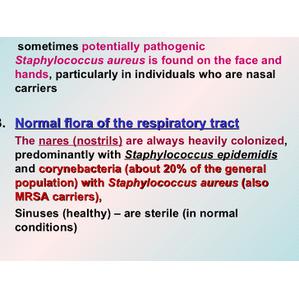 sometimes potentially pathogenic
Staphylococcus aureus is found on the face and
hands, particularly in individuals who are nasal
carriers
Normal flora of the respiratory tract
The nares (nostrils) are always heavily colonized,
predominantly with Staphylococcus epidemidis
and corynebacteria (about 20% of the general
population) with Staphylococcus aureus (also
MRSA carriers),
Sinuses (healthy) – are sterile (in normal
conditions)